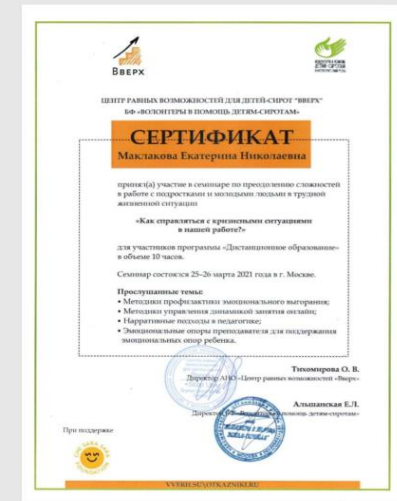 ВВЕРХ
ЦЕНТР РАВНЫХ ВОЗМОЖНОСТЕЙ ДЛЯ ДЕТЕЙ-СИРОТ "ВВЕРХ"
БФ «ВОЛОНТЕРЫ В ПОМОЩЬ ДЕТЯМ-СИРОТАМ»
СЕРТИФИКАТ
Маклакова Екатерина Николаевна
принял(а) участие в семинаре по преодолению сложностей
в работе с подростками и молодыми людьми в трудной
жизненной ситуации
«Как справляться с кризисными ситуациями
в нашей работе?»
для участников программы «Дистанционное образование»
в объеме 10 часов.
Семинар состоялся 25–26 марта 2021 года в г. Москве.
Прослушанные темы:
• Методики профилактики эмоционального выгорания;
• Методики управления динамикой занятия онлайн;
• Нарративные подходы в педагогике;
• Эмоциональные опоры преподавателя для поддержания
эмоциональных опор ребенка.
Тихомирова О. В.
Директор АНО «Центр равных возможностей «Вверх»
Альшанская Е.Л.
Директор помощь детям-сиротам»
При поддержке
VVERH.SU\OTKAZNIKI.RU